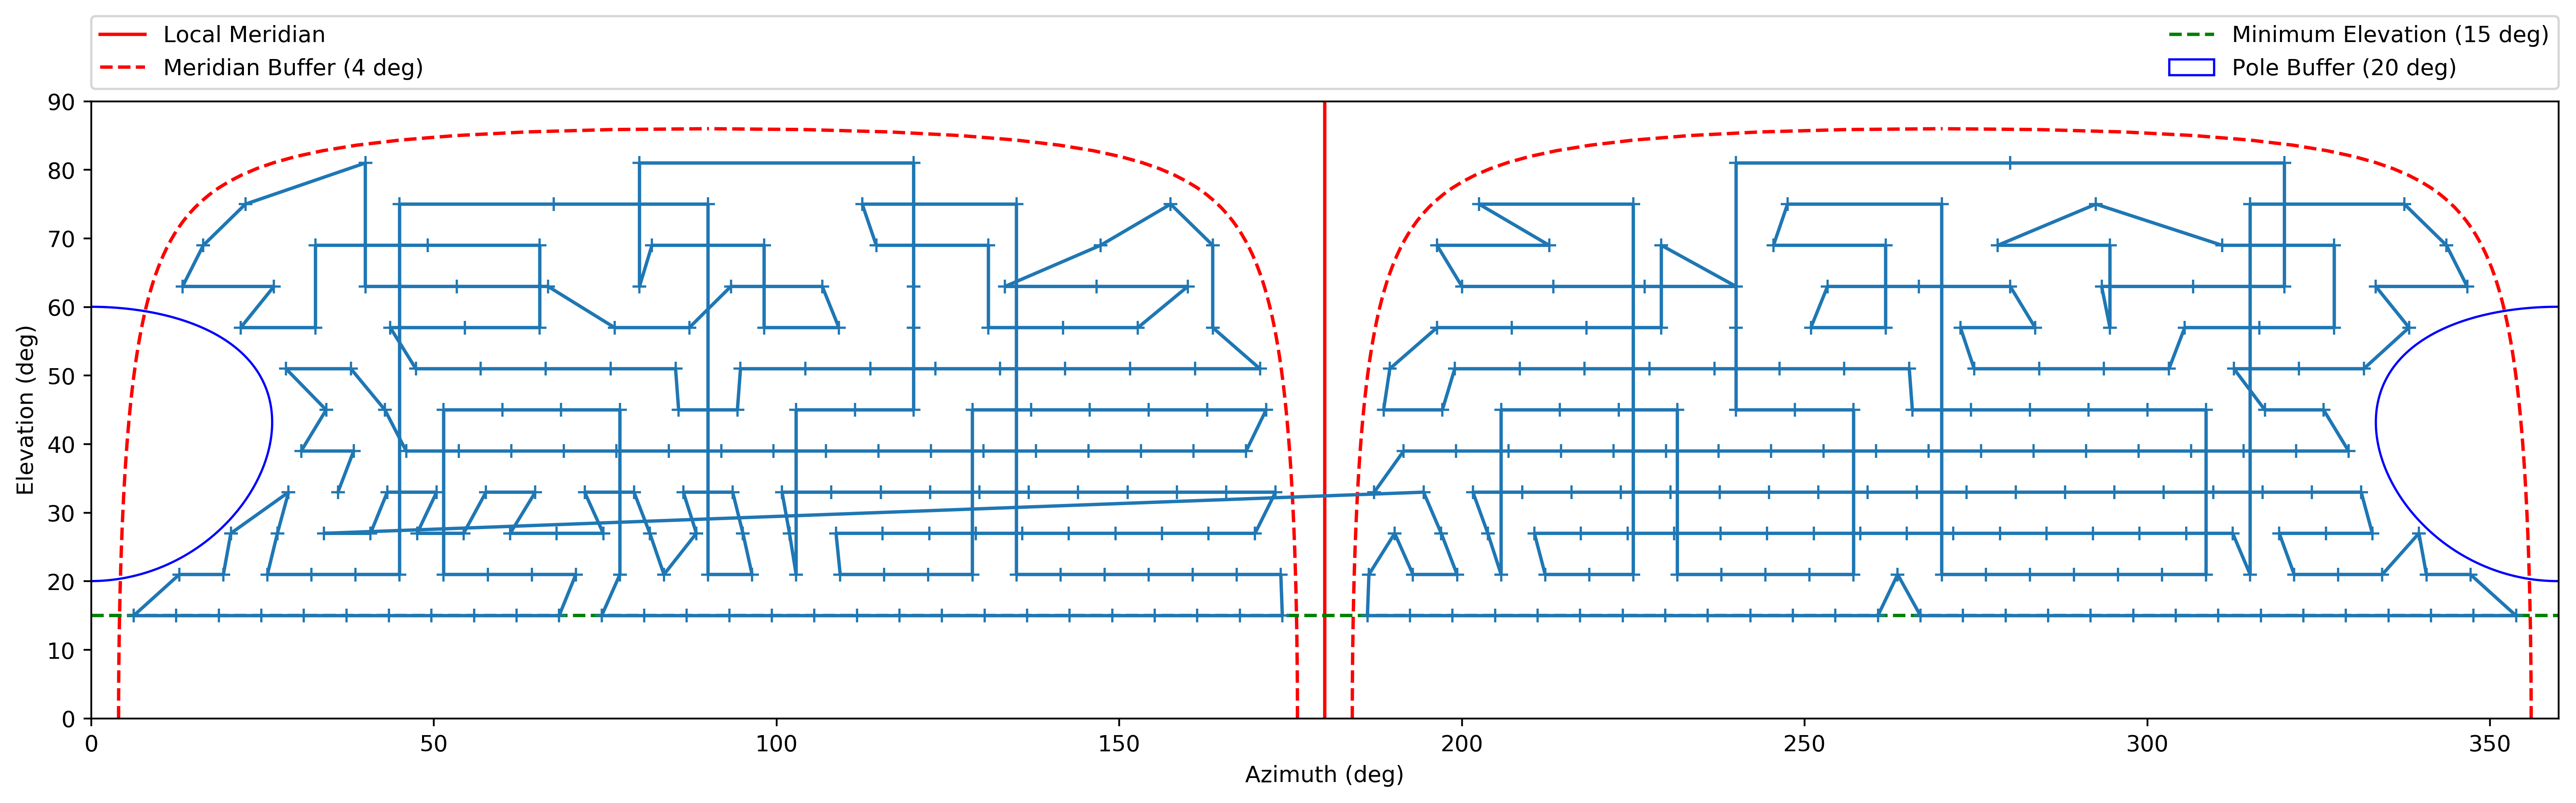 Local Meridian
Meridian Buffer (4 deg)
Minimum Elevation (15 deg)
Pole Buffer (20 deg)
90
80
70
60
50
40
30
20
10
0
Elevation (deg)
0 50 100 150 200 250 300 350
Azimuth (deg)